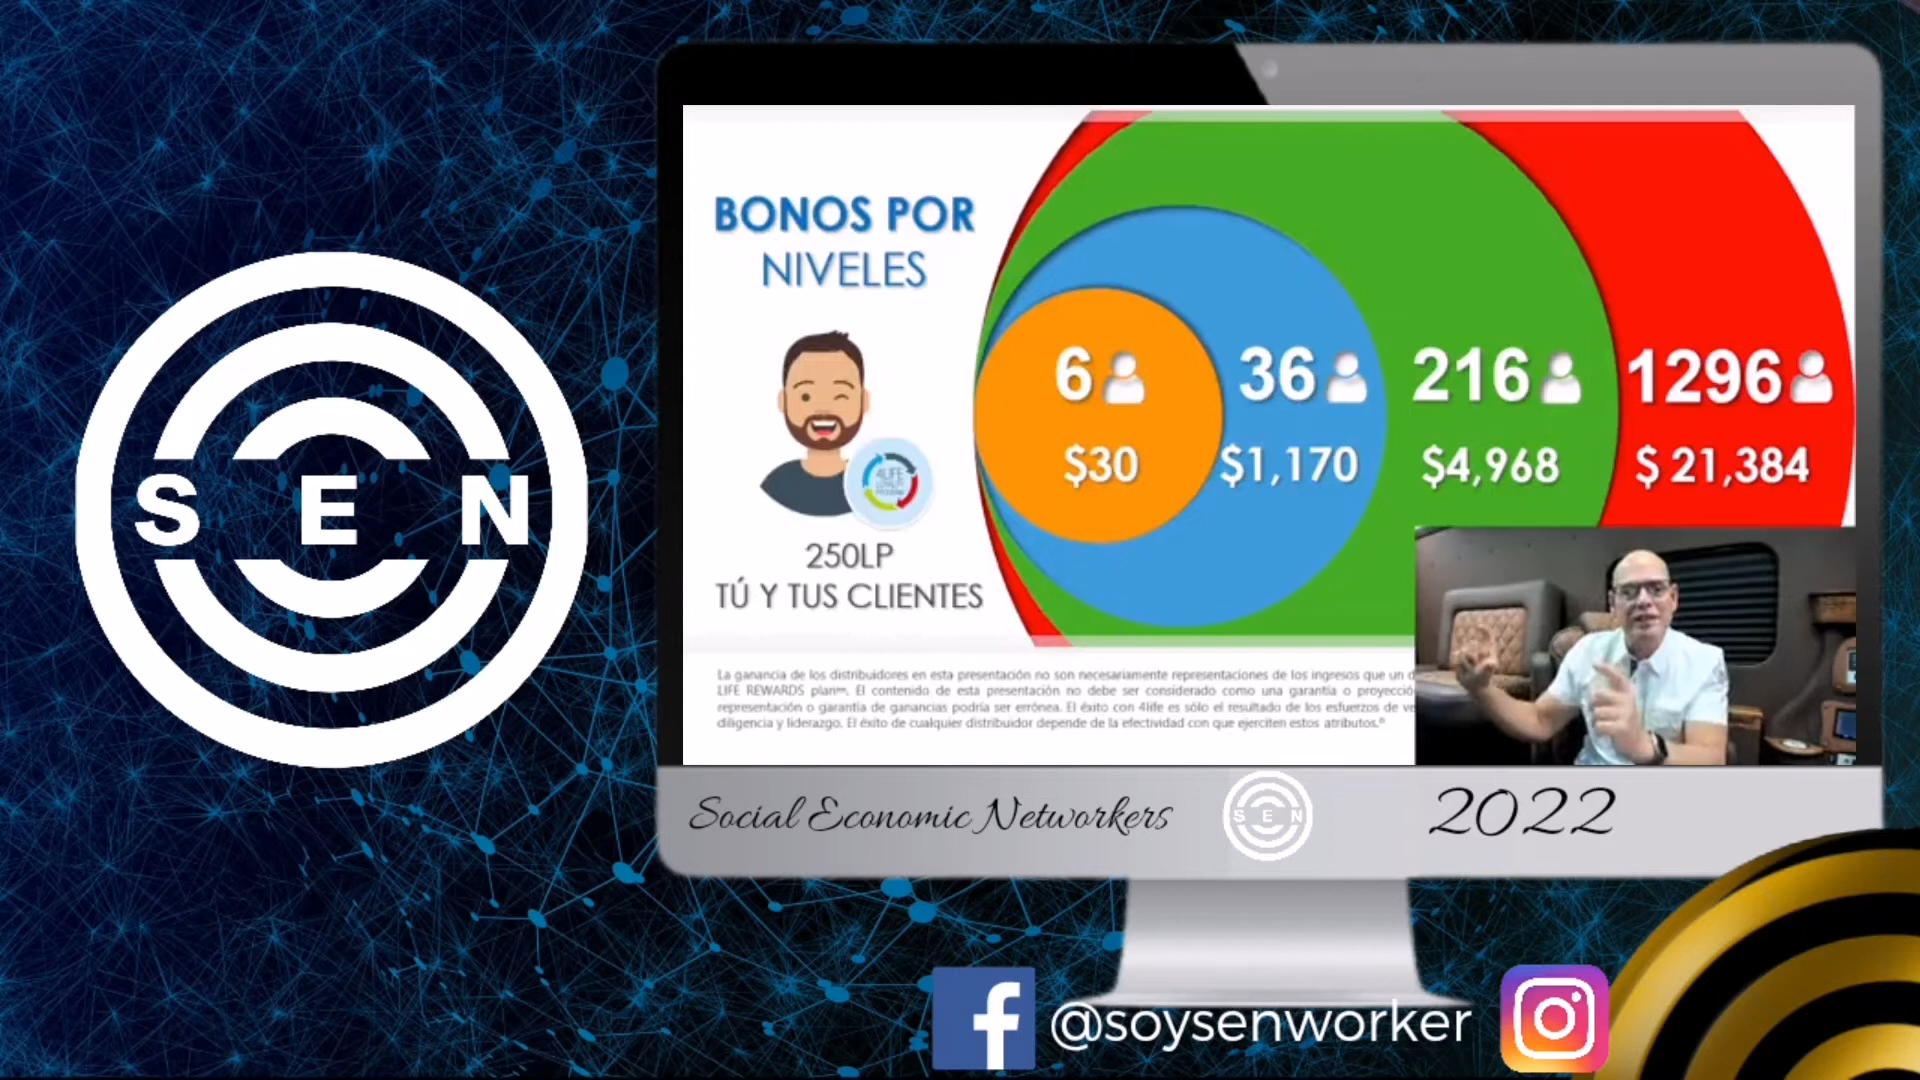 S E N
BONOS POR
NIVELES
6
36
216
1296
$30
$1,170
$4,968
$ 21,384
4LIFE
250LP
TÚ Y TUS CLIENTES
La ganancia de los distribuidores en esta presentación no son necesariamente representaciones de los ingresos que un d
LIFE REWARDS plan℠. El contenido de esta presentación no debe ser considerado como una garantía o proyecció
representación o garantía de ganancias podría ser errónea. El éxito con 4life es sólo el resultado de los esfuerzos de ve
diligencia y liderazgo. El éxito de cualquier distribuidor depende de la efectividad con que ejerciten estos atributos."
Social Economic Networkers
S E N
2022
@soysenworker